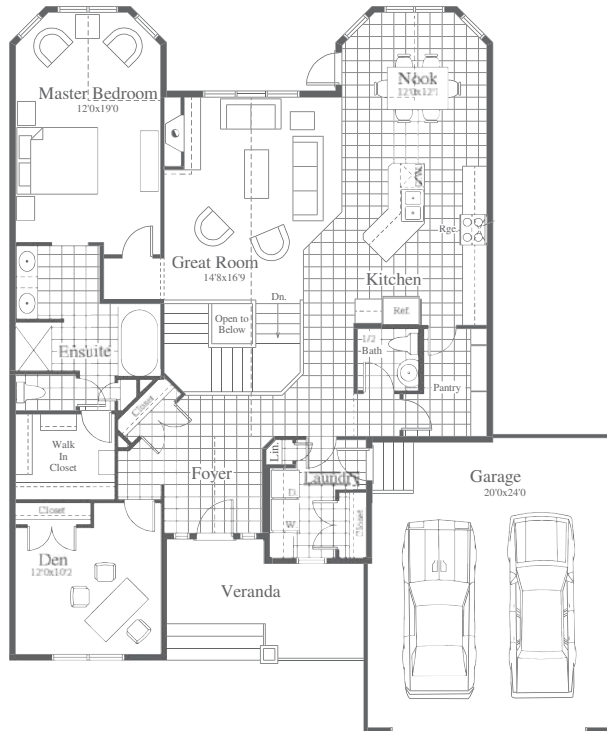 Nook
12'0x12'1
Master Bedroom
12'0x19'0
Rge.
Great Room
14'8x16'9
Kitchen
Dn.
Open to
Below
Ref.
1/2
Bath
Ensuite
Pantry
Closet
Walk
In
Closet
Lin.
Foyer
Laundry
Garage
20'0x24'0
D.
W.
Closet
Closet
Den
12'0x10'2
Veranda